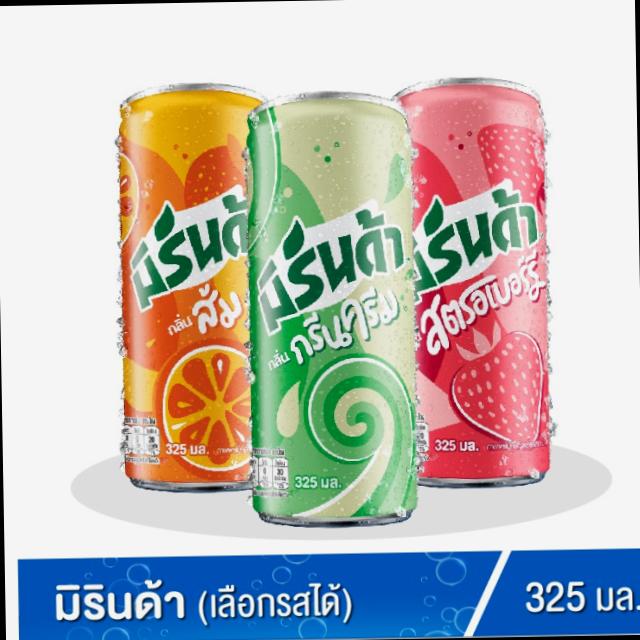 มิรินด้า
กลิ่น ส้ม
325 มล.
มิรินด้า
กลิ่น กรีนครีม
325 มล.
มิรินด้า
สตรอเบอร์รี
325 มล.
มิรินด้า (เลือกรสได้)
325 มล.